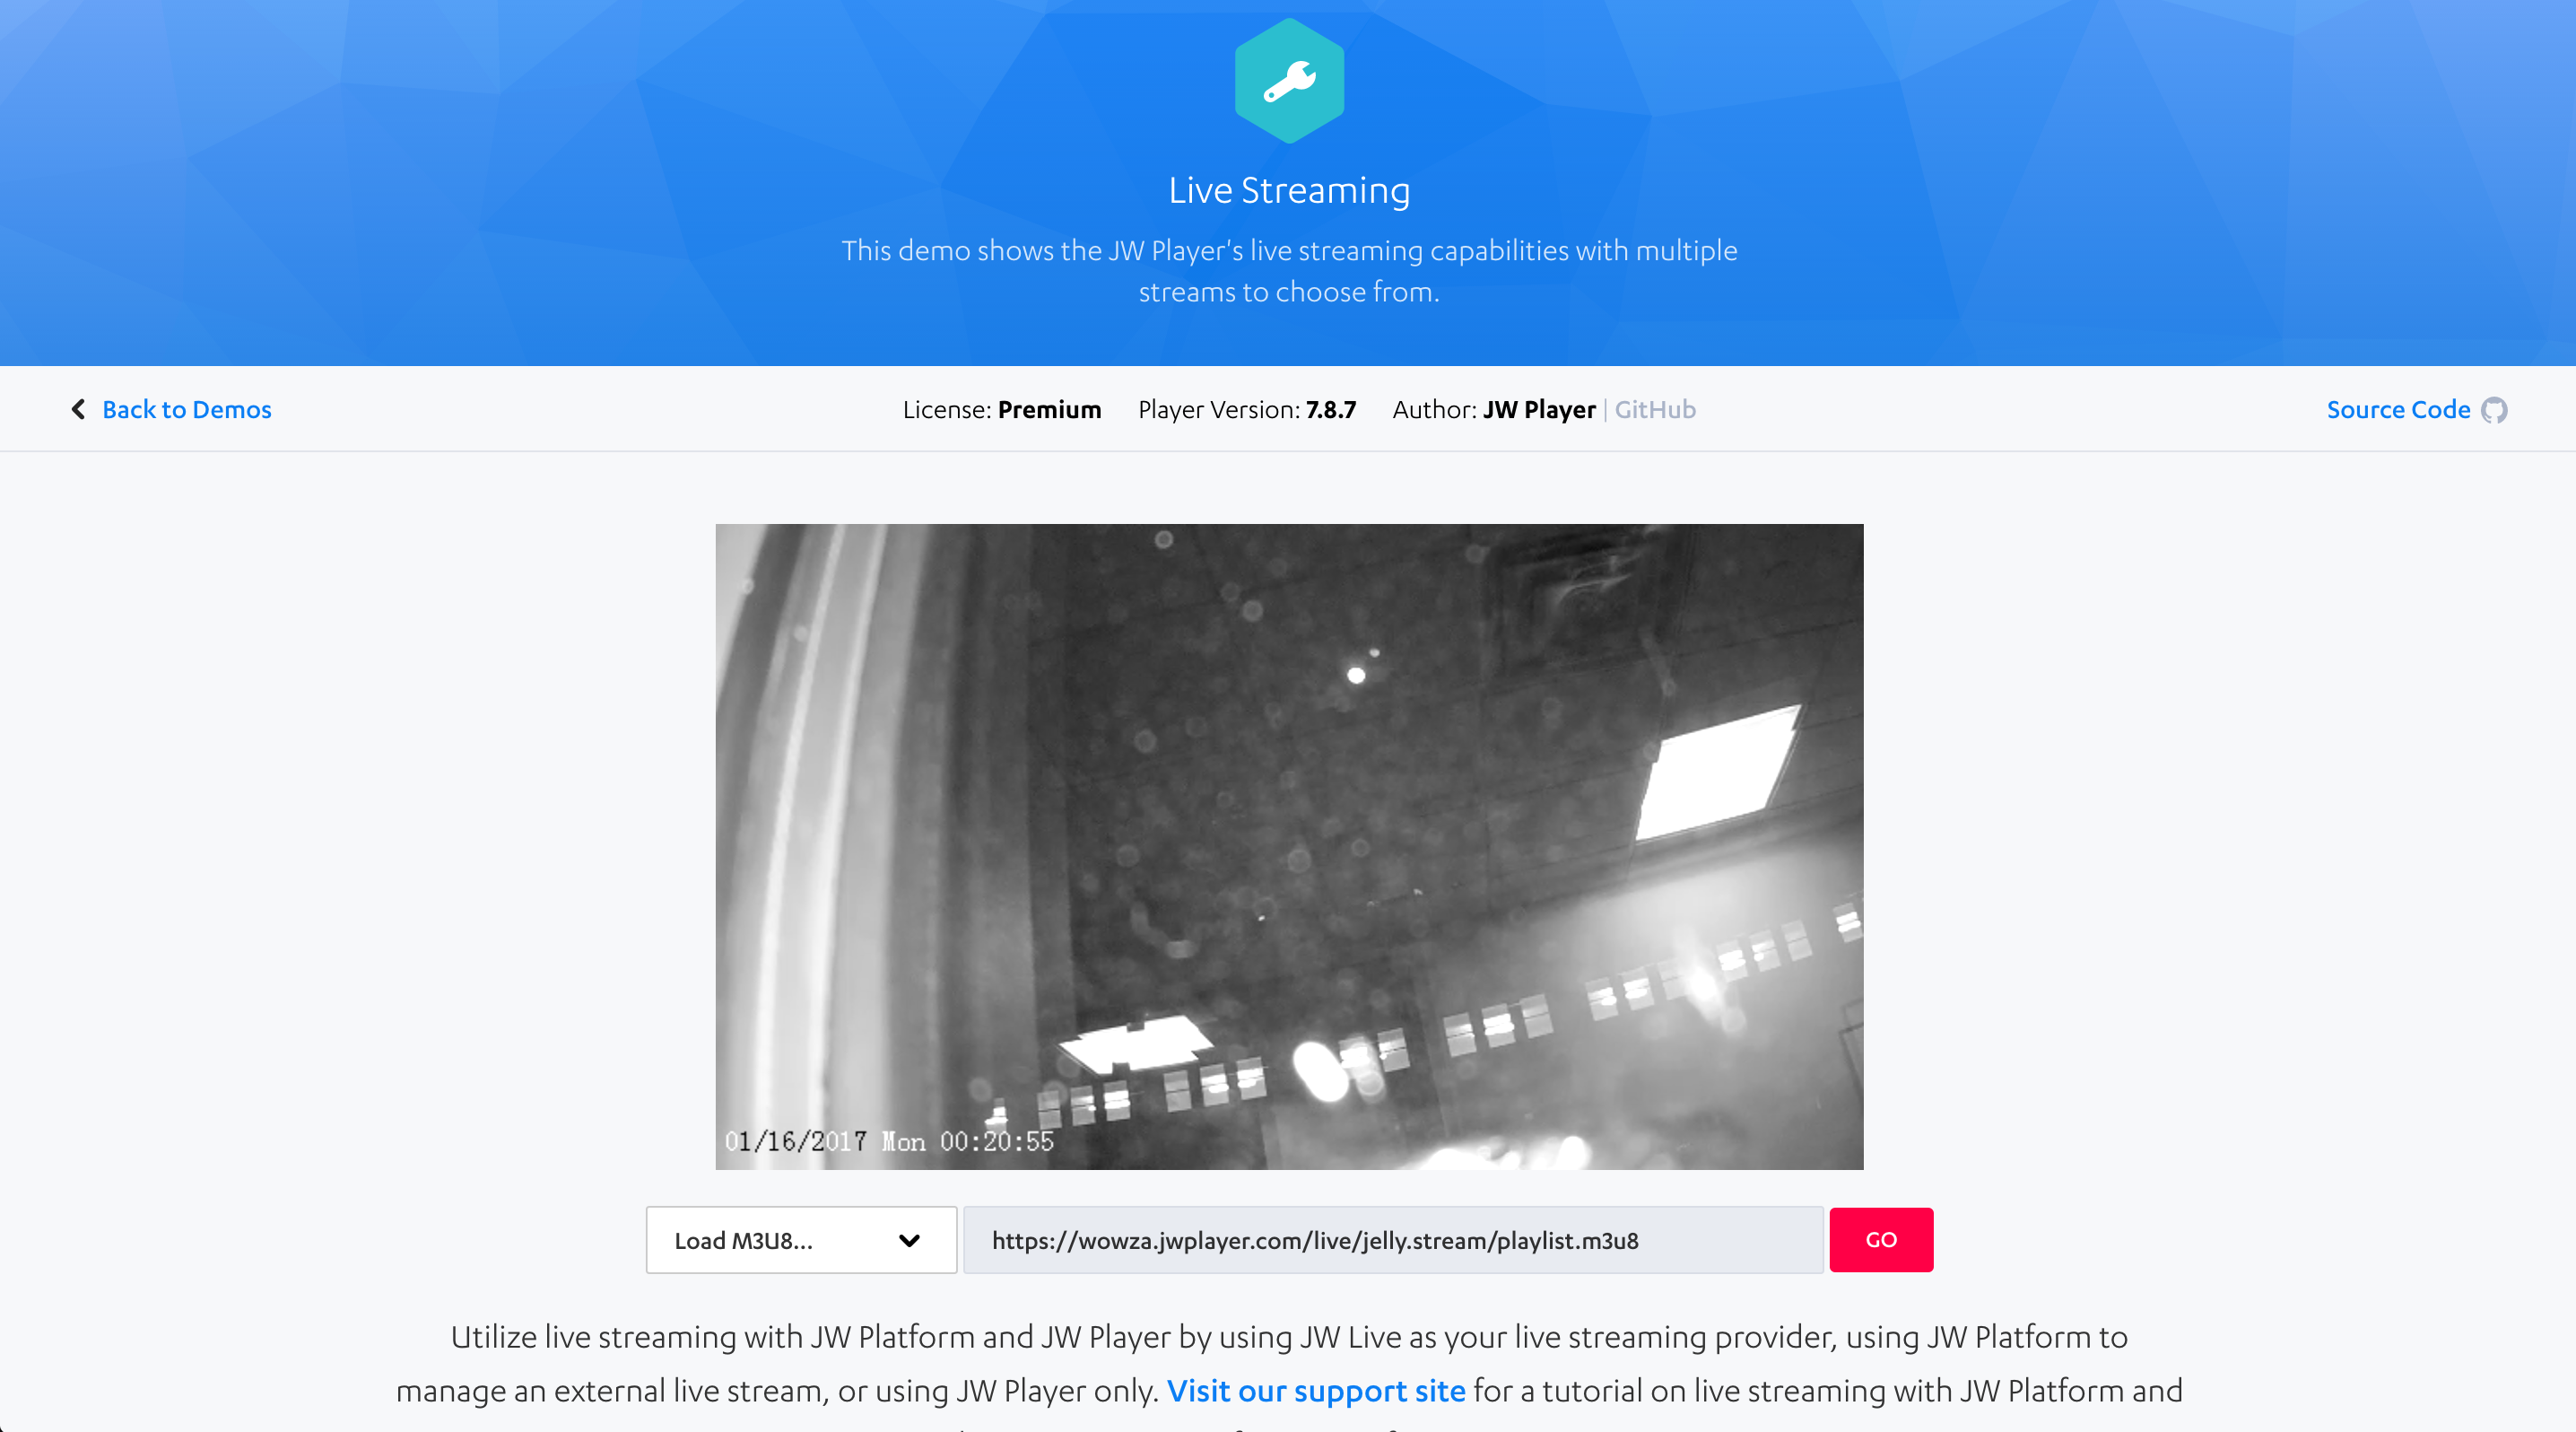 Live Streaming
This demo shows the JW Player's live streaming capabilities with multiple
streams to choose from.
Back to Demos
License: Premium
Player Version: 7.8.7
Author: JW Player | GitHub
Source Code
01/16/2017 Mon 00:20:55
Load M3U8...
https://wowza.jwplayer.com/live/jelly.stream/playlist.m3u8
GO
Utilize live streaming with JW Platform and JW Player by using JW Live as your live streaming provider, using JW Platform to
manage an external live stream, or using JW Player only. Visit our support site for a tutorial on live streaming with JW Platform and